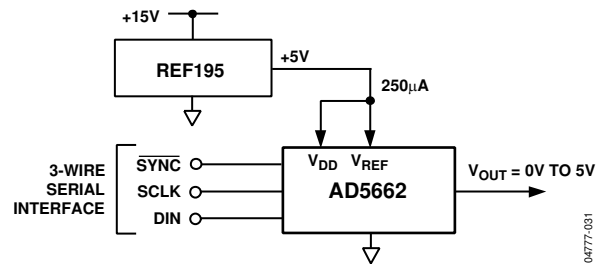 +15V
REF195
+5V
250μA
3-WIRE
SERIAL
INTERFACE
SYNC
SCLK
DIN
VDD VREF
AD5662
VOUT = 0V TO 5V
04777-031